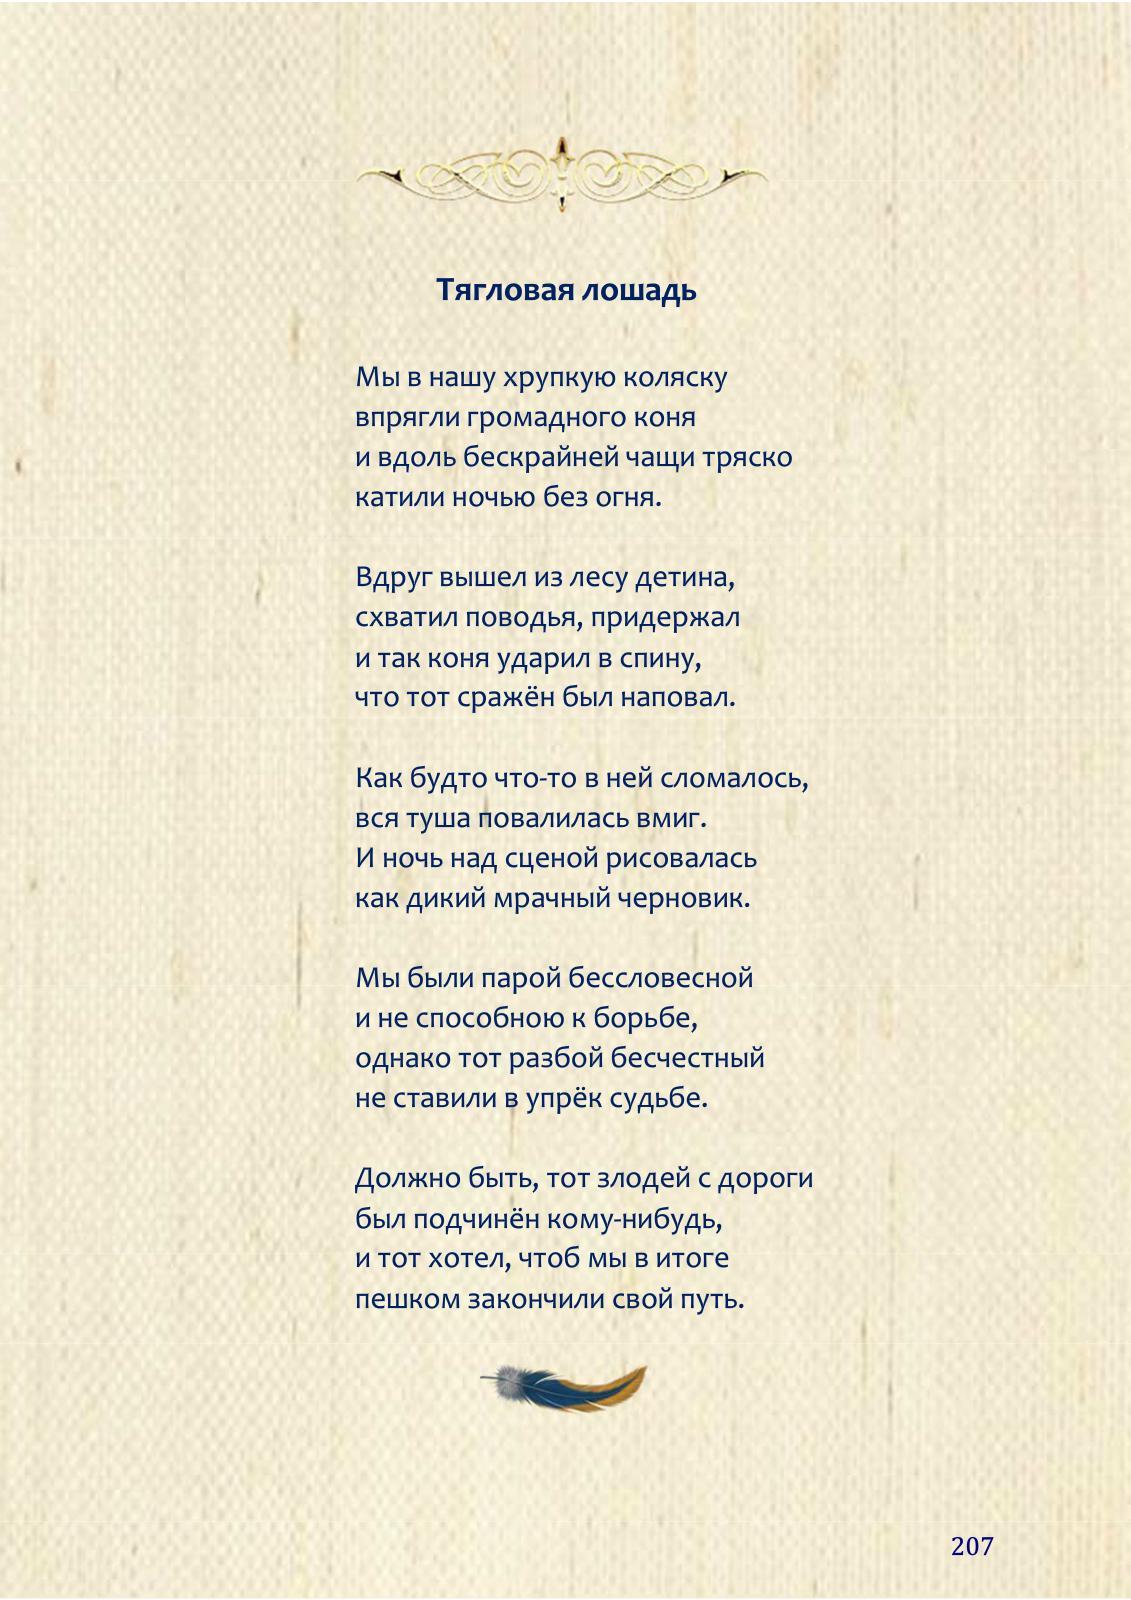 Тягловая лошадь
Мы в нашу хрупкую коляску
впрягли громадного коня
и вдоль бескрайней чащи тряско
катили ночью без огня.
Вдруг вышел из лесу детина,
схватил поводья, придержал
и так коня ударил в спину,
что тот сражён был наповал.
Как будто что-то в ней сломалось,
вся туша повалилась вмиг.
И ночь над сценой рисовалась
как дикий мрачный черновик.
Мы были парой бессловесной
и не способною к борьбе,
однако тот разбой бесчестный
не ставили в упрёк судьбе.
Должно быть, тот злодей с дороги
был подчинён кому-нибудь,
и тот хотел, чтоб мы в итоге
пешком закончили свой путь.
207